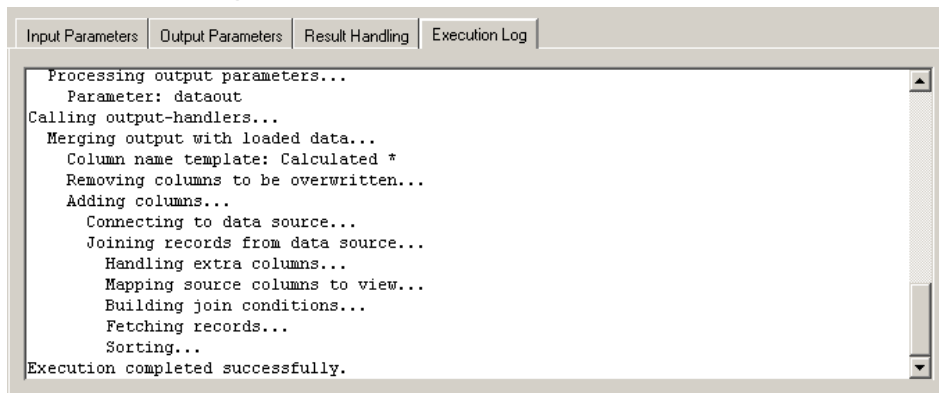 Input Parameters Output Parameters Result Handling Execution Log
Processing output parameters...
Parameter: dataout
Calling output-handlers...
Merging output with loaded data...
Column name template: Calculated *
Removing columns to be overwritten...
Adding columns...
Connecting to data source...
Joining records from data source...
Handling extra columns...
Mapping source columns to view...
Building join conditions...
Fetching records...
Sorting...
Execution completed successfully.